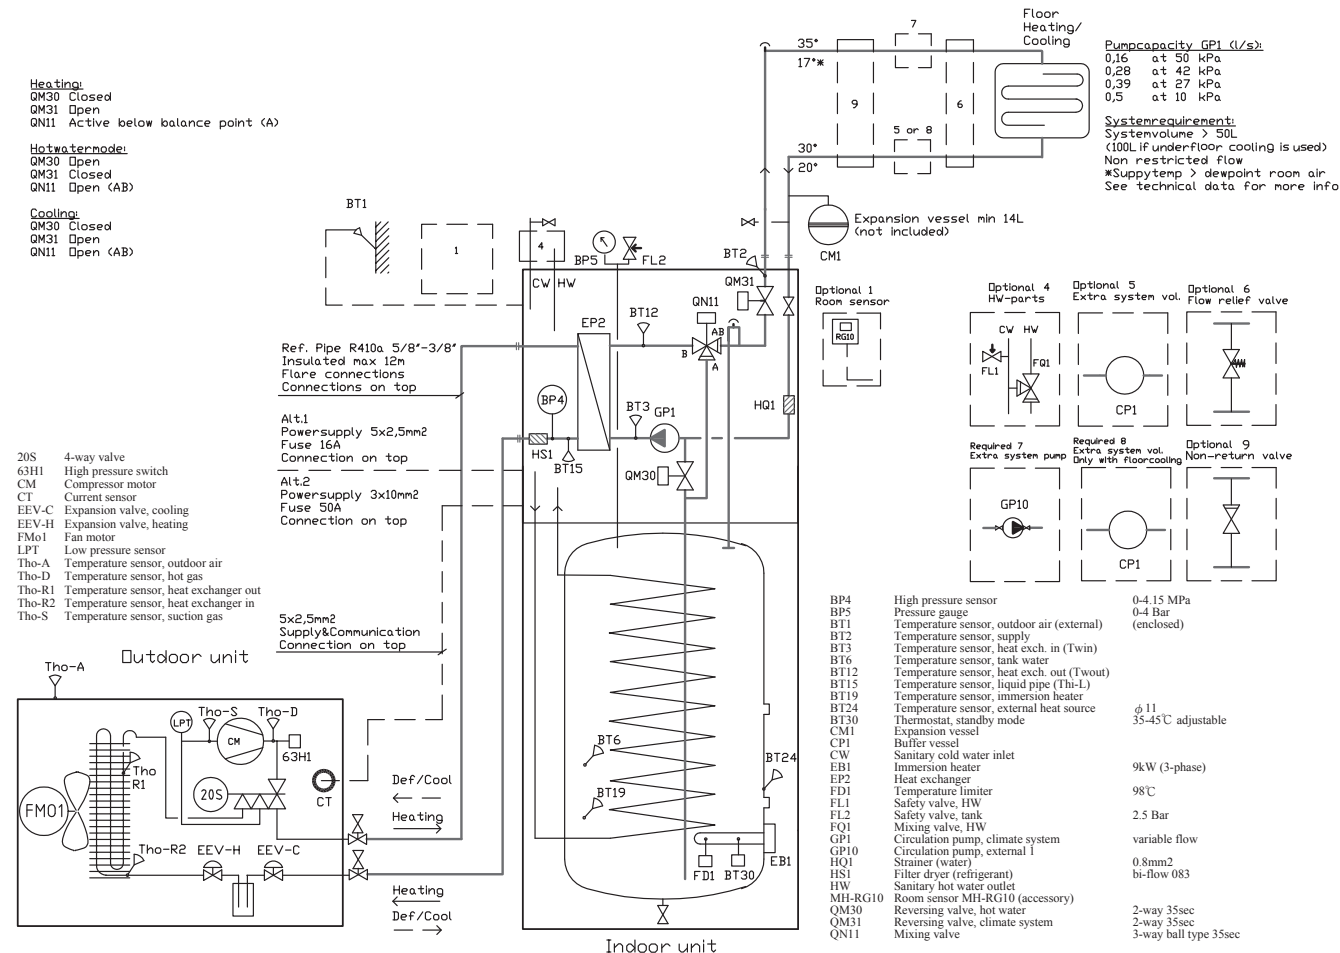 Heating:
QM30 Closed
QM31 Open
QN11 Active below balance point (A)
Hotwatermode:
QM30 Open
QM31 Closed
QN11 Open (AB)
Cooling:
QM30 Closed
QM31 Open
QN11 Open (AB)
BT1
1
4
CW HW
BP5
FL2
BT2
QM31
QN11
AB
B
A
EP2
BT12
BP4
BT3
GP1
HS1
BT15
QM30
HQ1
35°
17°*
30°
20°
7
9
5 or 8
6
Floor
Heating/
Cooling
Expansion vessel min 14L
(not included)
CM1
Pumpcapacity GP1 (l/s):
0,16 at 50 kPa
0,28 at 42 kPa
0,39 at 27 kPa
0,5 at 10 kPa
Systemrequirement:
Systemvolume > 50L
(100L if underfloor cooling is used)
Non restricted flow
*Suppytemp > dewpoint room air
See technical data for more info
Optional 1
Room sensor
RG10
Optional 4
HW-parts
CW HW
FL1
FQ1
Optional 5
Extra system vol.
CP1
Optional 6
Flow relief valve
Required 7
Extra system pump
GP10
Required 8
Extra system vol.
Only with floorcooling
CP1
Optional 9
Non-return valve
Ref. Pipe R410a 5/8"-3/8"
Insulated max 12m
Flare connections
Connections on top
Alt.1
Powersupply 5x2,5mm2
Fuse 16A
Connection on top
Alt.2
Powersupply 3x10mm2
Fuse 50A
Connection on top
5x2,5mm2
Supply&Communication
Connection on top
20S 4-way valve
63H1 High pressure switch
CM Compressor motor
CT Current sensor
EEV-C Expansion valve, cooling
EEV-H Expansion valve, heating
FMo1 Fan motor
LPT Low pressure sensor
Tho-A Temperature sensor, outdoor air
Tho-D Temperature sensor, hot gas
Tho-R1 Temperature sensor, heat exchanger out
Tho-R2 Temperature sensor, heat exchanger in
Tho-S Temperature sensor, suction gas
Outdoor unit
Tho-A
LPT
Tho-S
Tho-D
CM
63H1
Tho
R1
20S
CT
FMO1
Tho-R2
EEV-H
EEV-C
Def/Cool
Heating
Heating
Def/Cool
BT6
BT19
BT24
FD1
BT30
EB1
Indoor unit
BP4 High pressure sensor 0-4.15 MPa
BP5 Pressure gauge 0-4 Bar
BT1 Temperature sensor, outdoor air (external) (enclosed)
BT2 Temperature sensor, supply
BT3 Temperature sensor, heat exch. in (Twin)
BT6 Temperature sensor, tank water
BT12 Temperature sensor, heat exch. out (Twout)
BT15 Temperature sensor, liquid pipe (Thi-L)
BT19 Temperature sensor, immersion heater
BT24 Temperature sensor, external heat source ϕ 11
BT30 Thermostat, standby mode 35-45℃ adjustable
CM1 Expansion vessel
CP1 Buffer vessel
CW Sanitary cold water inlet
EB1 Immersion heater 9kW (3-phase)
EP2 Heat exchanger
FD1 Temperature limiter 98℃
FL1 Safety valve, HW
FL2 Safety valve, tank 2.5 Bar
FQ1 Mixing valve, HW
GP1 Circulation pump, climate system variable flow
GP10 Circulation pump, external 1
HQ1 Strainer (water) 0.8mm2
HS1 Filter dryer (refrigerant) bi-flow 083
HW Sanitary hot water outlet
MH-RG10 Room sensor MH-RG10 (accessory)
QM30 Reversing valve, hot water 2-way 35sec
QM31 Reversing valve, climate system 2-way 35sec
QN11 Mixing valve 3-way ball type 35sec